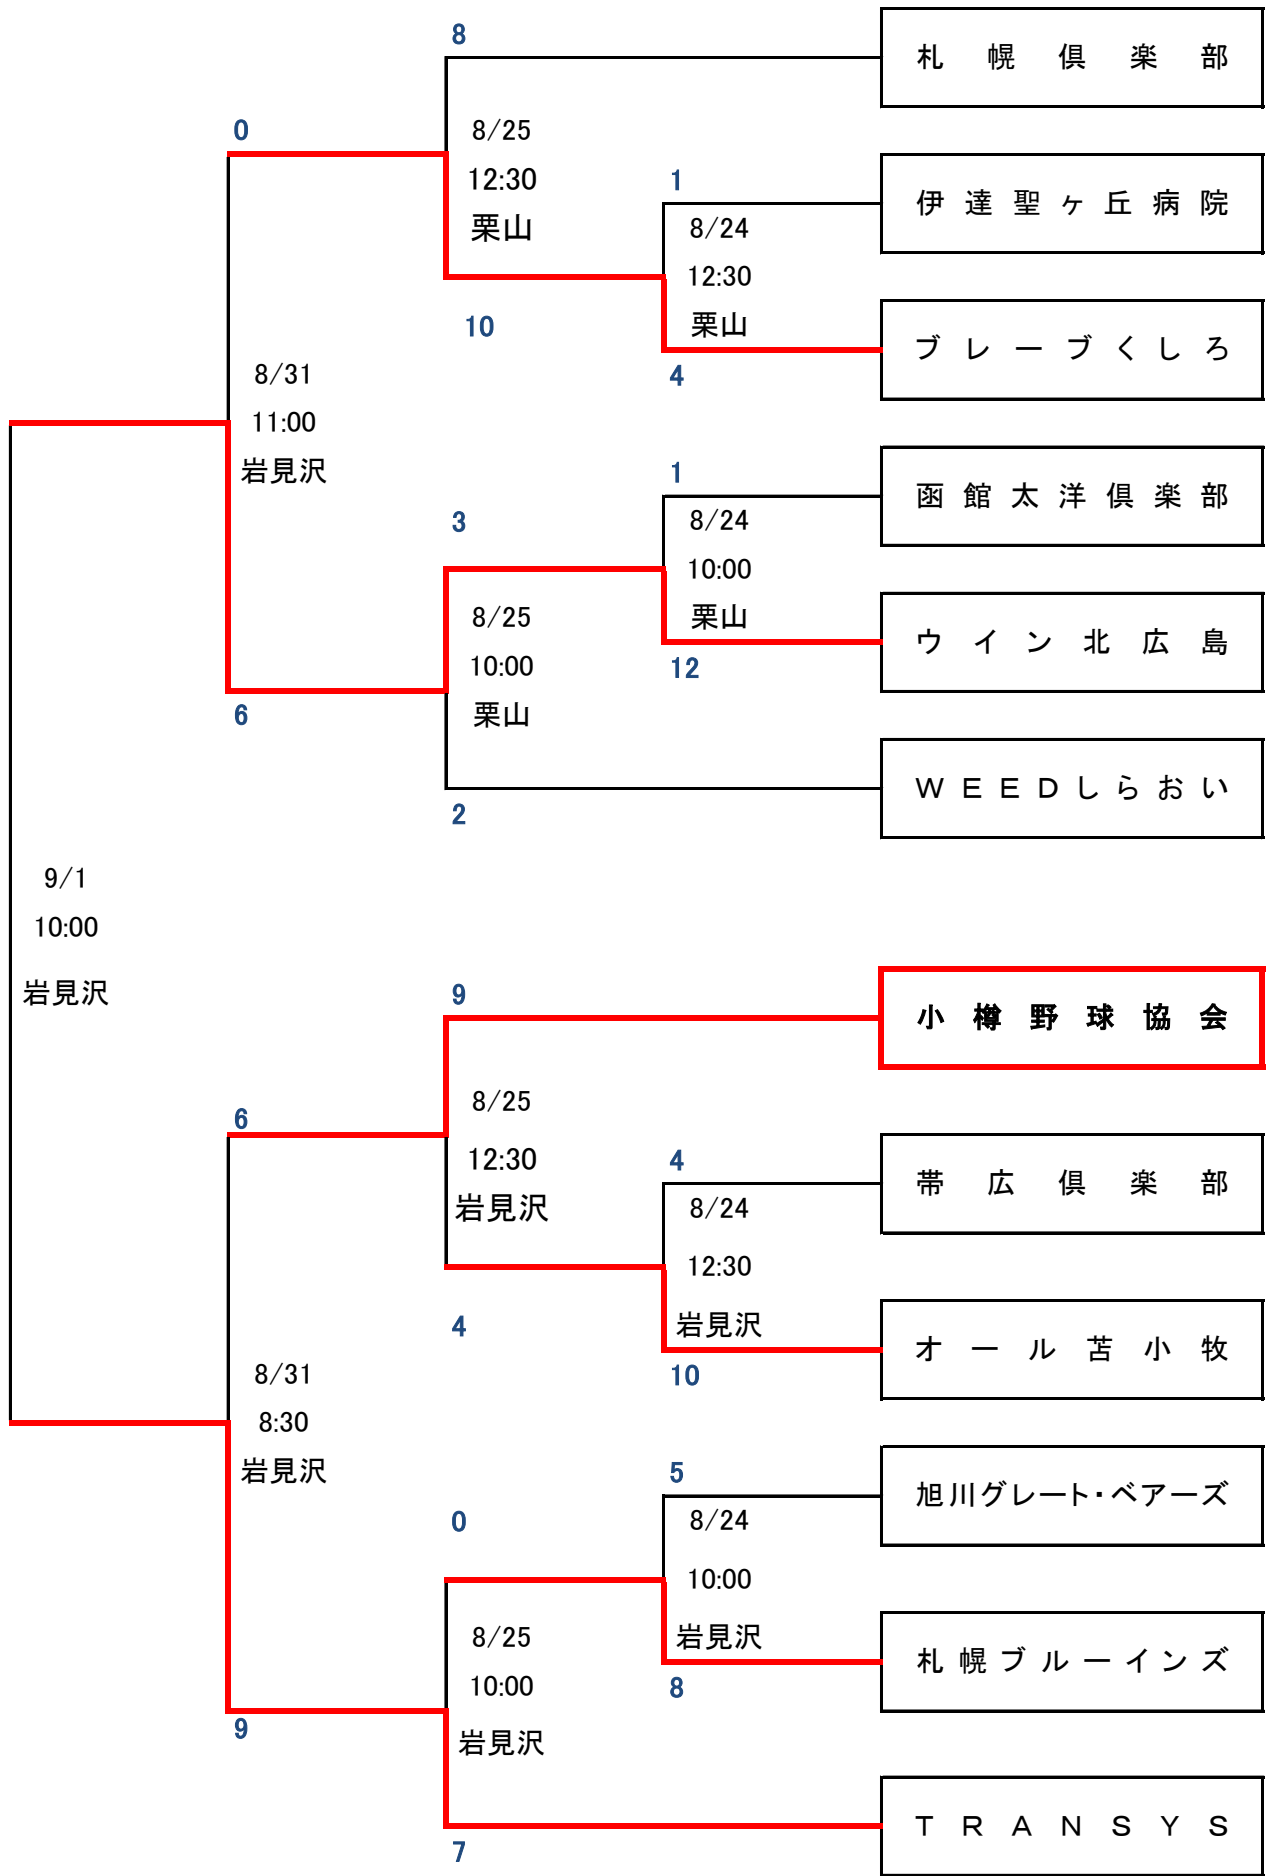 8
札幌倶楽部
0
8/25
12:30
栗山
1
伊達聖ヶ丘病院
8/24
12:30
栗山
10
ブレーブくしろ
4
8/31
11:00
岩見沢
1
函館太洋倶楽部
3
8/24
10:00
栗山
8/25
10:00
栗山
ウイン北広島
12
6
WEEDしらおい
2
9/1
10:00
岩見沢
9
小樽野球協会
6
8/25
12:30
岩見沢
4
帯広倶楽部
8/24
12:30
岩見沢
4
オール苫小牧
10
8/31
8:30
岩見沢
5
旭川グレート・ベアーズ
0
8/24
10:00
岩見沢
8/25
10:00
岩見沢
札幌ブルーインズ
8
9
TRANSYS
7